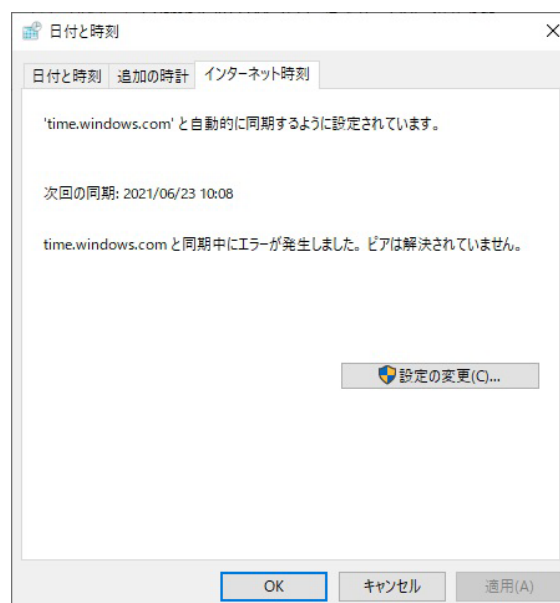 日付と時刻
日付と時刻 追加の時計 インターネット時刻
'time.windows.com' と自動的に同期するように設定されています。
次回の同期: 2021/06/23 10:08
time.windows.com と同期中にエラーが発生しました。ピアは解決されていません。
設定の変更(C)...
OK キャンセル 適用(A)